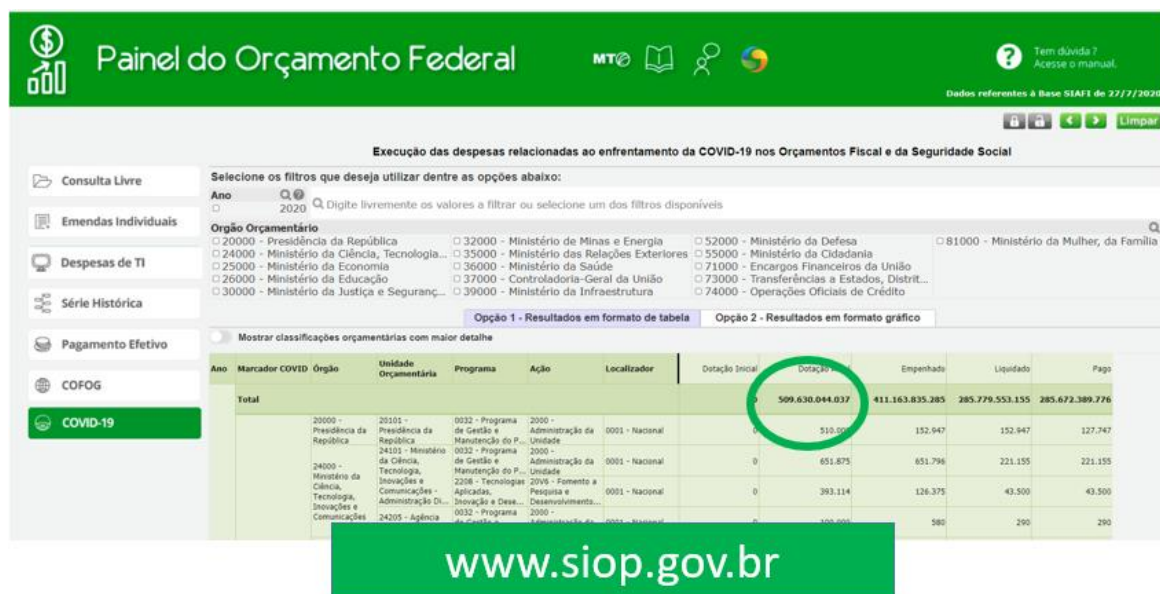 Painel do Orçamento Federal
MTO
Tem dúvida ?
Acesse o manual.
Dados referentes à Base SIAFI de 27/7/2020
Limpar
Execução das despesas relacionadas ao enfrentamento da COVID-19 nos Orçamentos Fiscal e da Seguridade Social
Consulta Livre
Emendas Individuais
Despesas de TI
Série Histórica
Pagamento Efetivo
COFOG
COVID-19
Selecione os filtros que deseja utilizar dentre as opções abaixo:
Ano
2020
Digite livremente os valores a filtrar ou selecione um dos filtros disponíveis
Orgão Orçamentário
20000 - Presidência da República
24000 - Ministério da Ciência, Tecnologia...
25000 - Ministério da Economia
26000 - Ministério da Educação
30000 - Ministério da Justiça e Seguranç...
32000 - Ministério de Minas e Energia
35000 - Ministério das Relações Exteriores
36000 - Ministério da Saúde
37000 - Controladoria-Geral da União
39000 - Ministério da Infraestrutura
52000 - Ministério da Defesa
55000 - Ministério da Cidadania
71000 - Encargos Financeiros da União
73000 - Transferências a Estados, Distrit...
74000 - Operações Oficiais de Crédito
81000 - Ministério da Mulher, da Família
Opção 1 - Resultados em formato de tabela
Opção 2 - Resultados em formato gráfico
Mostrar classificações orçamentárias com maior detalhe
Ano Marcador COVID Órgão Unidade Orçamentária Programa Ação Localizador Dotação Inicial Dotação Empenhado Liquidado Pago
Total 509.630.044.037 411.163.835.285 285.779.553.155 285.672.389.776
20000 - Presidência da República 20101 - Presidência da República 0032 - Programa de Gestão e Manutenção do P... 2000 - Administração da Unidade 0001 - Nacional 0 510.000 152.947 152.947 127.747
24000 - Ministério da Ciência, Tecnologia, Inovações e Comunicações 24101 - Ministério da Ciência, Tecnologia, Inovações e Comunicações - Administração Di... 0032 - Programa de Gestão e Manutenção do P... 2000 - Administração da Unidade 0001 - Nacional 0 651.875 651.796 221.155 221.155
2208 - Tecnologias Aplicadas, Inovação e Dese... 20V6 - Fomento a Pesquisa e Desenvolvimento... 0001 - Nacional 0 393.114 126.375 43.500 43.500
24205 - Agência 0032 - Programa 2000 - 580 290 290
www.siop.gov.br